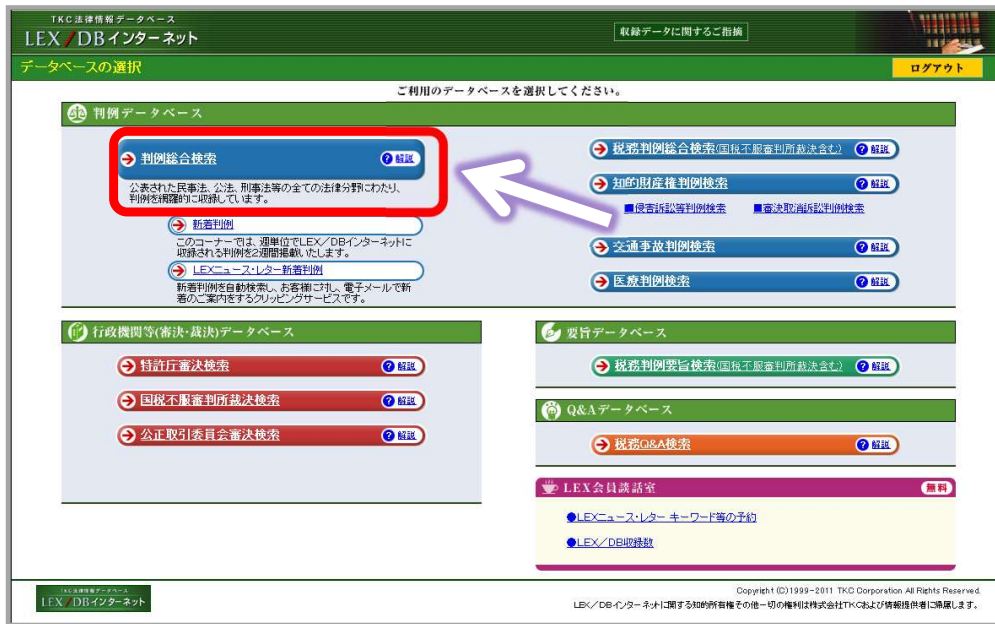 TKC法律情報データベース
LEX/DBインターネット
収録データに関するご指摘
データベースの選択
ログアウト
ご利用のデータベースを選択してください。
判例データベース
判例総合検索
?解説
公表された民事法、公法、刑事法等の全ての法律分野にわたり、
判例を網羅的に収録しています。
新着判例
このコーナーでは、週単位でLEX/DBインターネットに
収録される判例を2週間掲載いたします。
LEXニュース・レター新着判例
新着判例を自動検索し、お客様に対し、電子メールで新
着のご案内をするクリッピングサービスです。
税務判例総合検索(国税不服審判所裁決含む)
?解説
知的財産権判例検索
?解説
■侵害訴訟等判例検索 ■審決取消訴訟判例検索
交通事故判例検索
?解説
医療判例検索
?解説
行政機関等(審決・裁決)データベース
特許庁審決検索
?解説
国税不服審判所裁決検索
?解説
公正取引委員会審決検索
?解説
要旨データベース
税務判例要旨検索(国税不服審判所裁決含む)
?解説
Q&Aデータベース
税務Q&A検索
?解説
LEX会員談話室
無料
●LEXニュース・レター キーワード等の予約
●LEX/DB収録数
TKC法律情報データベース
LEX/DBインターネット
Copyright (C)1999-2011 TKC Corporation All Rights Reserved.
LEX/DBインターネットに関する知的所有権その他一切の権利は株式会社TKCおよび情報提供者に帰属します。